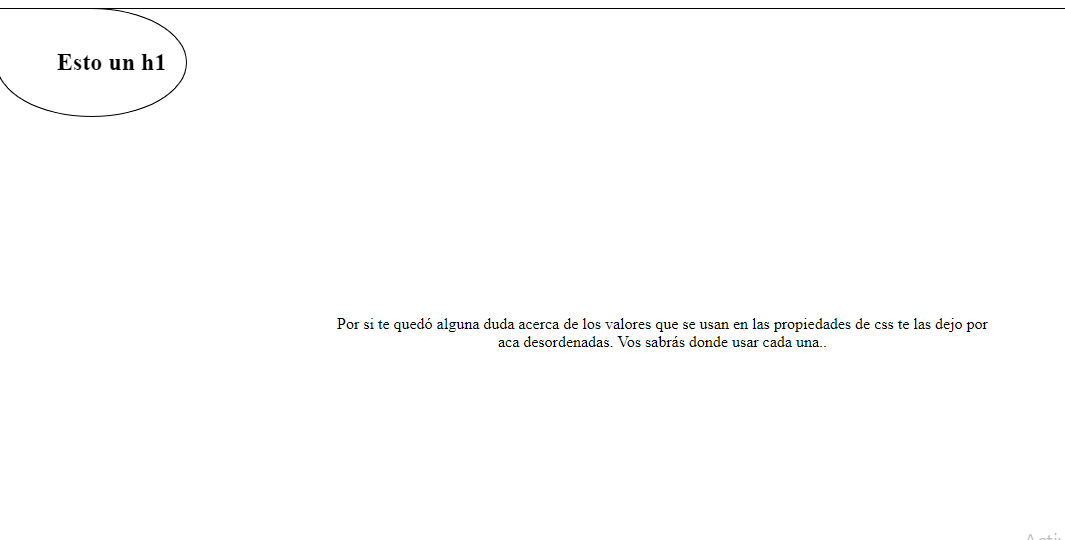 Esto un h1
Por si te quedó alguna duda acerca de los valores que se usan en las propiedades de css te las dejo por
aca desordenadas. Vos sabrás donde usar cada una..